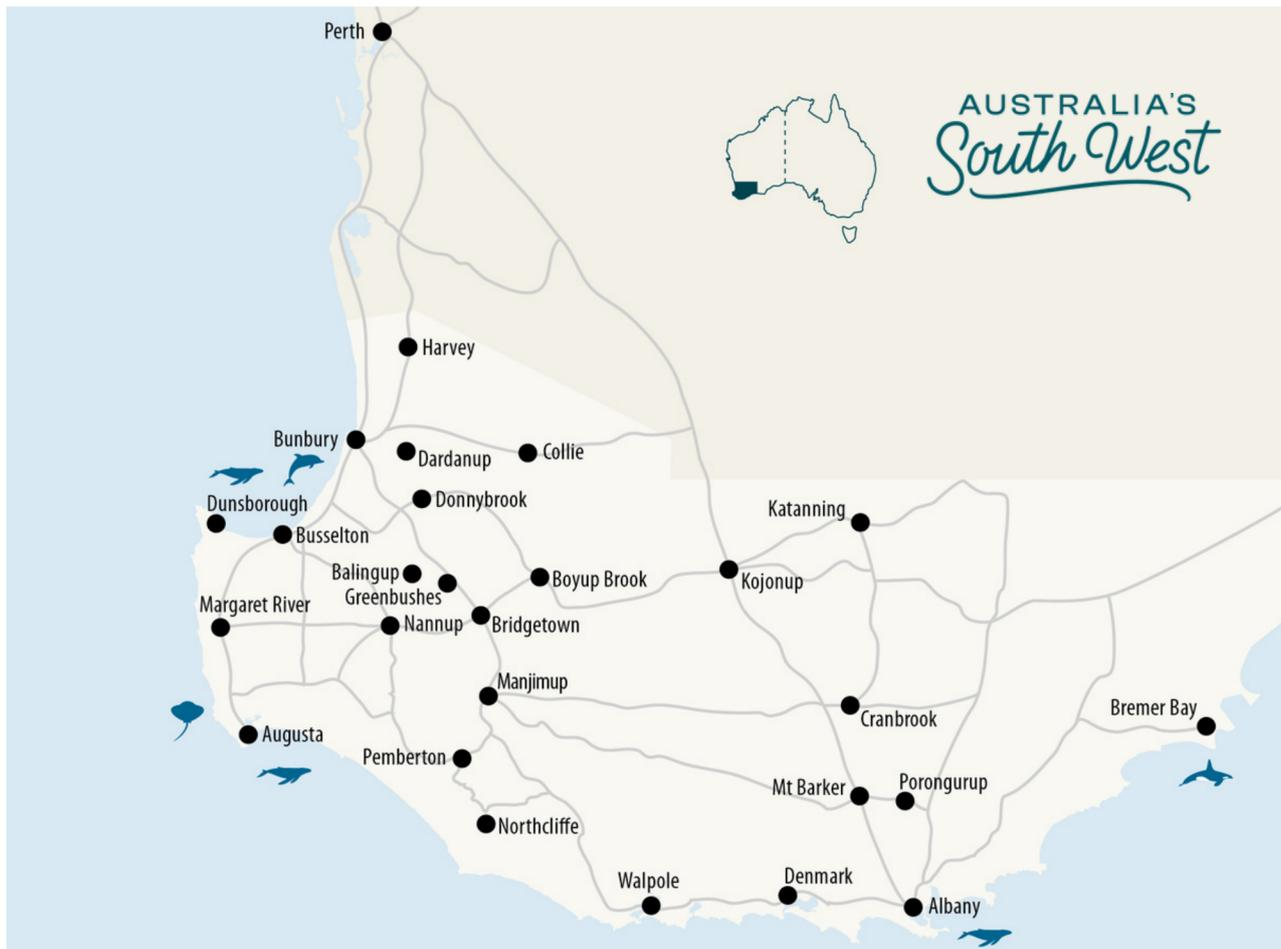 Perth
AUSTRALIA'S
South West
Harvey
Bunbury
Dardanup
Collie
Dunsborough
Donnybrook
Katanning
Busselton
Balingup
Greenbushes
Boyup Brook
Kojonup
Margaret River
Nannup
Bridgetown
Manjimup
Bremer Bay
Cranbrook
Augusta
Pemberton
Mt Barker
Porongurup
Northcliffe
Walpole
Denmark
Albany